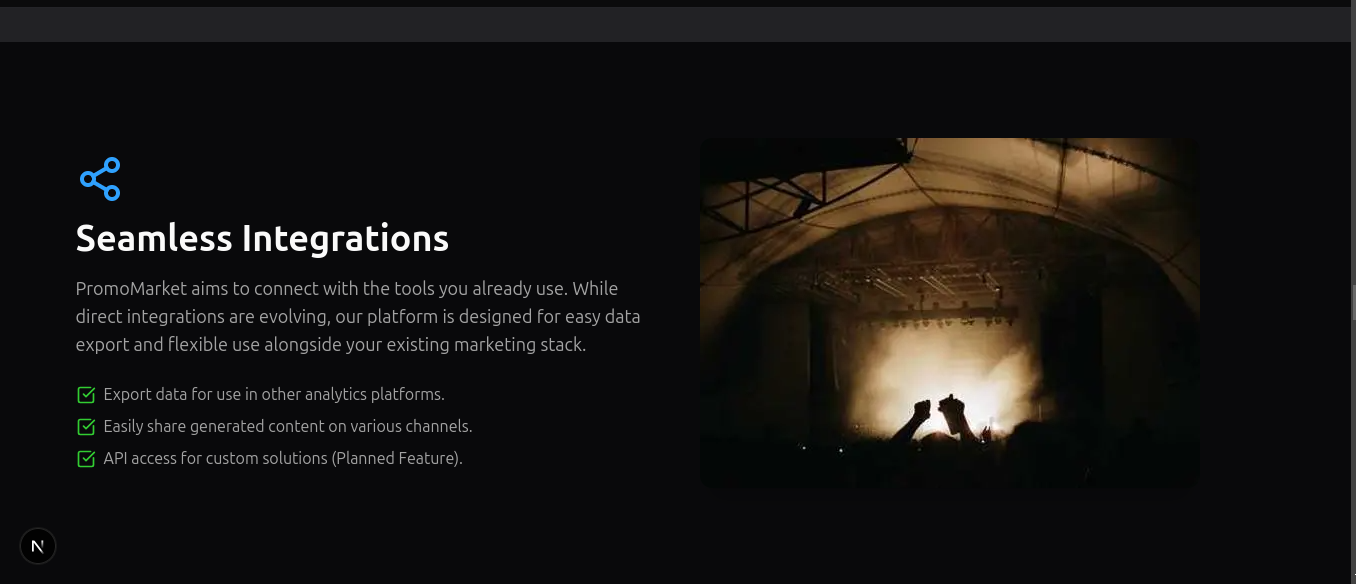 Seamless Integrations
PromoMarket aims to connect with the tools you already use. While
direct integrations are evolving, our platform is designed for easy data
export and flexible use alongside your existing marketing stack.
Export data for use in other analytics platforms.
Easily share generated content on various channels.
API access for custom solutions (Planned Feature).
N